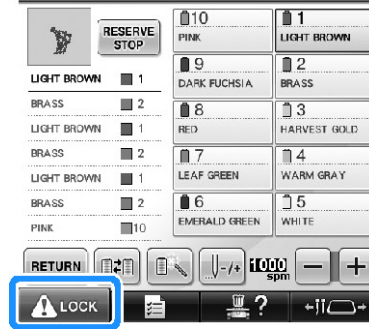 RESERVE
STOP
LIGHT BROWN 1
BRASS 2
LIGHT BROWN 1
BRASS 2
LIGHT BROWN 1
BRASS 2
PINK 10
10
PINK
1
LIGHT BROWN
9
DARK FUCHSIA
2
BRASS
8
RED
3
HARVEST GOLD
7
LEAF GREEN
4
WARM GRAY
6
EMERALD GREEN
5
WHITE
RETURN
-/+
1000
spm
−
+
LOCK
?